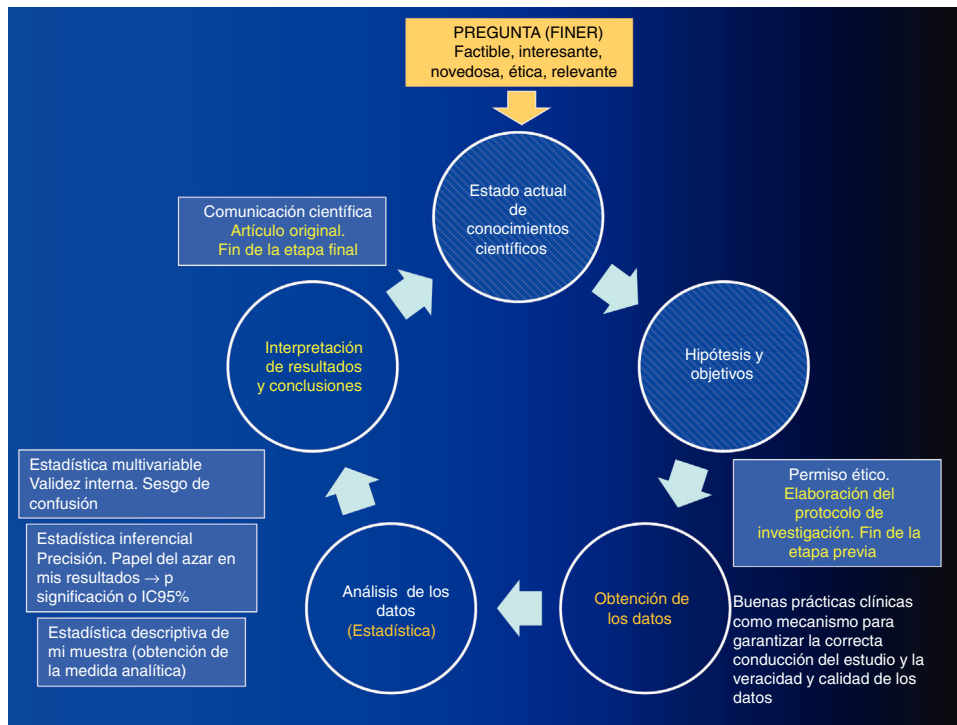 PREGUNTA (FINER)
Factible, interesante,
novedosa, ética, relevante
Estado actual
de
conocimientos
científicos
Comunicación científica
Artículo original.
Fin de la etapa final
Hipótesis y
objetivos
Interpretación
de resultados
y conclusiones
Permiso ético.
Elaboración del
protocolo de
investigación. Fin de la
etapa previa
Estadística multivariable
Validez interna. Sesgo de
confusión
Estadística inferencial
Precisión. Papel del azar en
mis resultados → p
significación o IC95%
Estadística descriptiva de
mi muestra (obtención de
la medida analítica)
Análisis de los
datos
(Estadística)
Obtención de
los datos
Buenas prácticas clínicas
como mecanismo para
garantizar la correcta
conducción del estudio y la
veracidad y calidad de los
datos